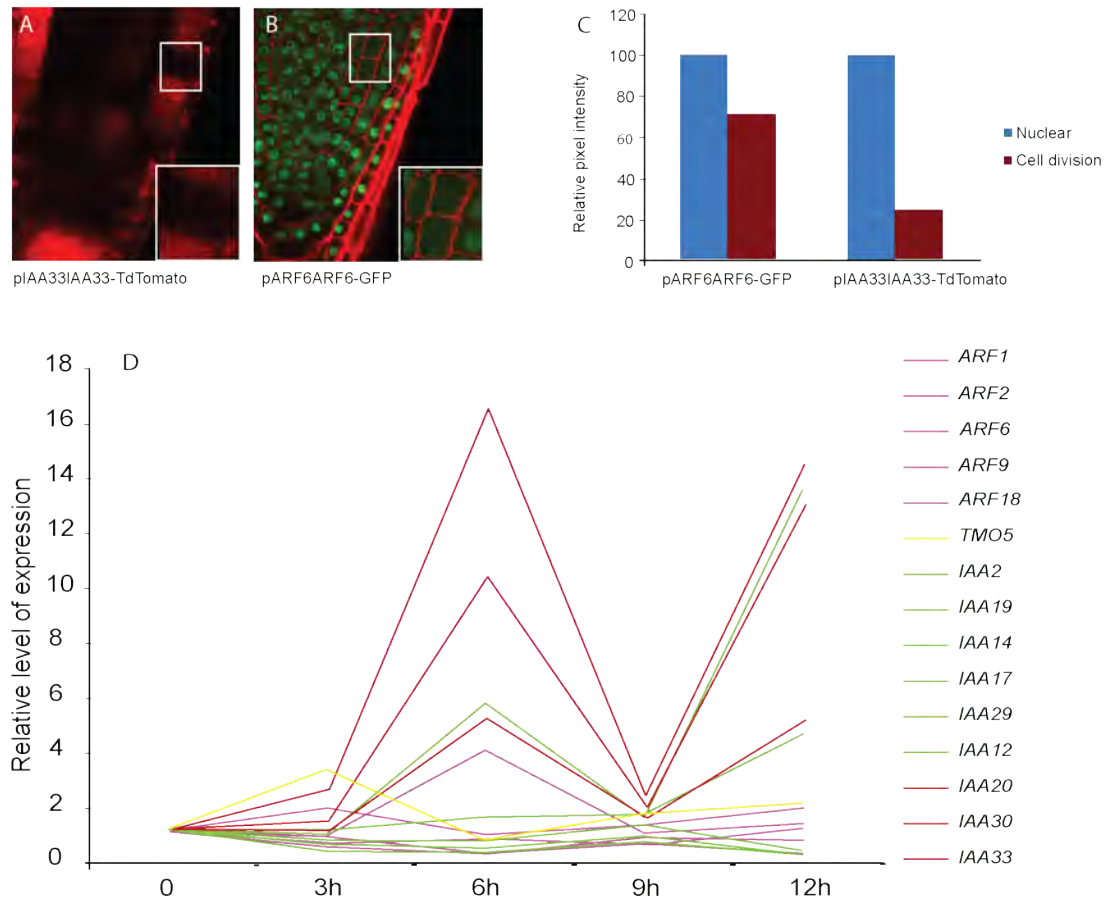 A
B
pIAA33IAA33-TdTomato
pARF6ARF6-GFP
C
120
100
80
60
40
20
0
Relative pixel intensity
pARF6ARF6-GFP
pIAA33IAA33-TdTomato
Nuclear
Cell division
D
18
16
14
12
10
8
6
4
2
0
Relative level of expression
0
3h
6h
9h
12h
ARF1
ARF2
ARF6
ARF9
ARF18
TMO5
IAA2
IAA19
IAA14
IAA17
IAA29
IAA12
IAA20
IAA30
IAA33